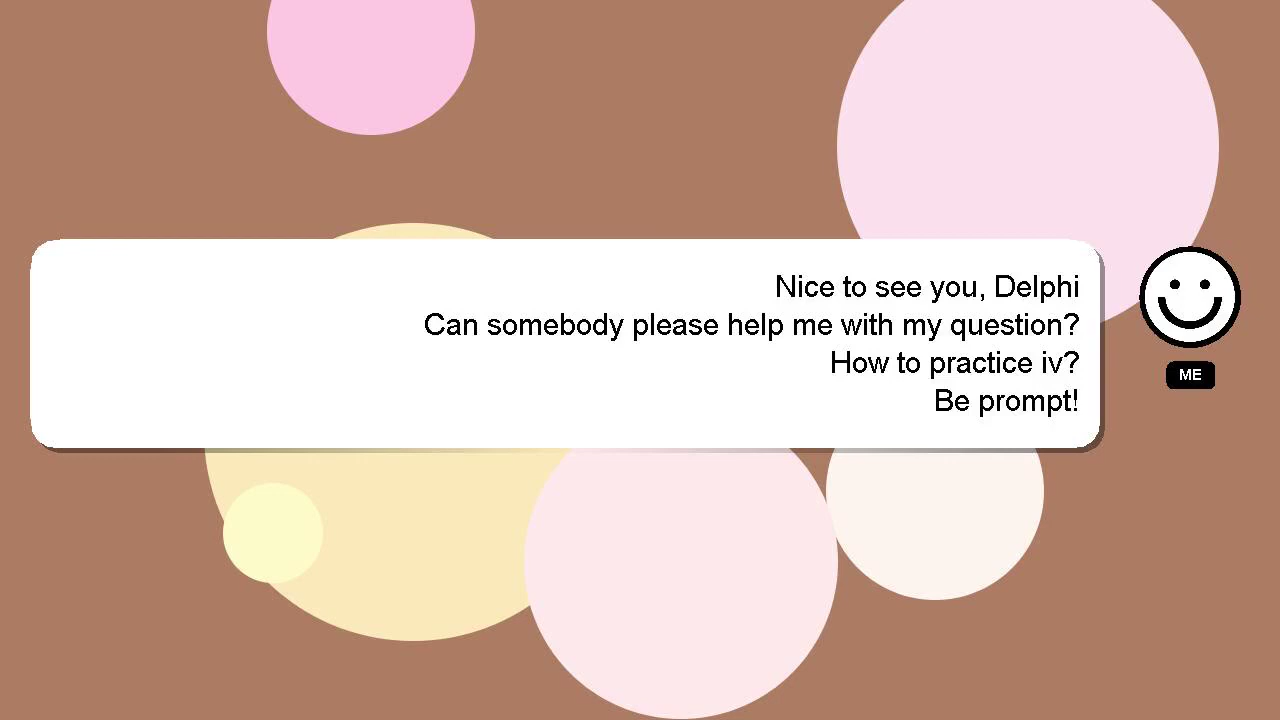 Nice to see you, Delphi
Can somebody please help me with my question?
How to practice iv?
Be prompt!
ME